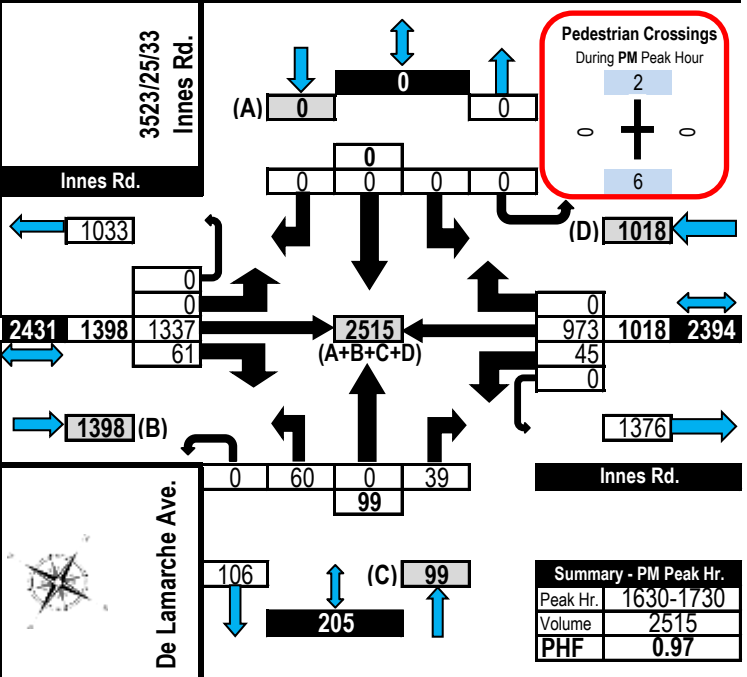 3523/25/33
Innes Rd.
Innes Rd.
(A)
0
0
0
Pedestrian Crossings
During PM Peak Hour
2
0
0
6
0
0
0
0
0
1033
(D)
1018
0
0
2431
1398
1337
61
2515
(A+B+C+D)
0
973
1018
2394
45
0
1398
(B)
1376
Innes Rd.
0
60
0
39
99
De Lamarche Ave.
106
(C)
99
205
Summary - PM Peak Hr.
Peak Hr. 1630-1730
Volume 2515
PHF 0.97